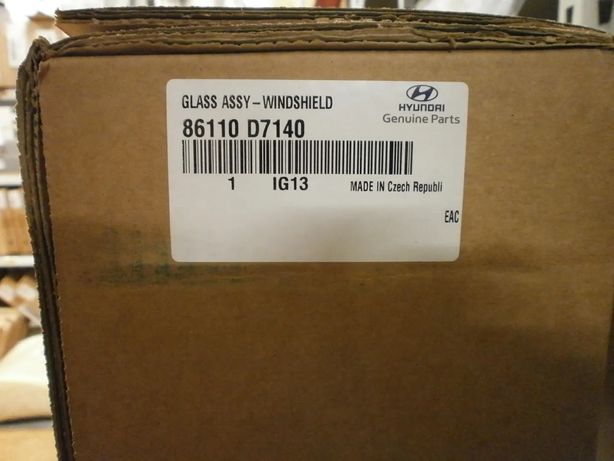 GLASS ASSY-WINDSHIELD
HYUNDAI
86110 D7140
Genuine Parts
1 IG13 MADE IN Czech Republi
EAC